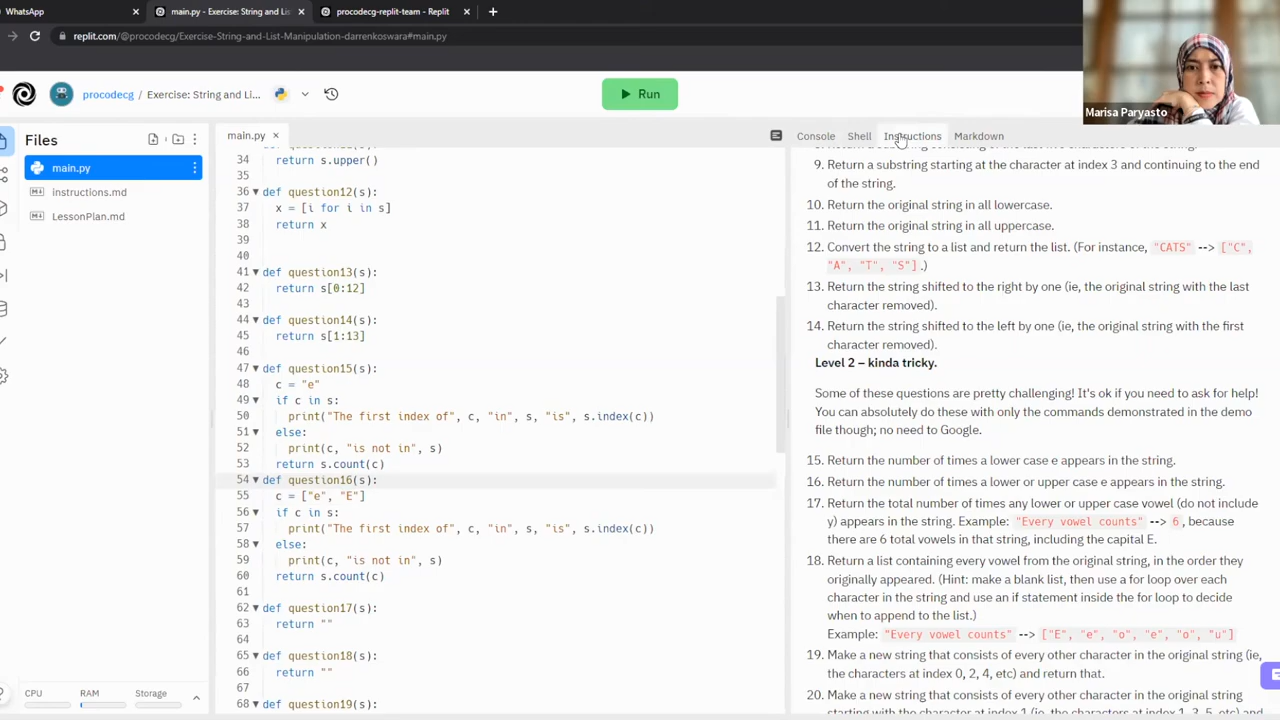 WhatsApp
main.py - Exercise: String and List
procodecg-replit-team - Replit
replit.com/@procodecg/Exercise-String-and-List-Manipulation-darrenkoswara#main.py
Marisa Paryasto
procodecg / Exercise: String and Li...
Run
Files
main.py
instructions.md
LessonPlan.md
main.py
Console
Shell
Instructions
Markdown
34 return s.upper()
35
36 def question12(s):
37 x = [i for i in s]
38 return x
39
40
41 def question13(s):
42 return s[0:12]
43
44 def question14(s):
45 return s[1:13]
46
47 def question15(s):
48 c = "e"
49 if c in s:
50 print("The first index of", c, "in", s, "is", s.index(c))
51 else:
52 print(c, "is not in", s)
53 return s.count(c)
54 def question16(s):
55 c = ["e", "E"]
56 if c in s:
57 print("The first index of", c, "in", s, "is", s.index(c))
58 else:
59 print(c, "is not in", s)
60 return s.count(c)
61
62 def question17(s):
63 return ""
64
65 def question18(s):
66 return ""
67
68 def question19(s):
9. Return a substring starting at the character at index 3 and continuing to the end
of the string.
10. Return the original string in all lowercase.
11. Return the original string in all uppercase.
12. Convert the string to a list and return the list. (For instance, "CATS" --> ["C",
"A", "T", "S"] .)
13. Return the string shifted to the right by one (ie, the original string with the last
character removed).
14. Return the string shifted to the left by one (ie, the original string with the first
character removed).
Level 2 – kinda tricky.
Some of these questions are pretty challenging! It's ok if you need to ask for help!
You can absolutely do these with only the commands demonstrated in the demo
file though; no need to Google.
15. Return the number of times a lower case e appears in the string.
16. Return the number of times a lower or upper case e appears in the string.
17. Return the total number of times any lower or upper case vowel (do not include
y) appears in the string. Example: "Every vowel counts" --> 6 , because
there are 6 total vowels in that string, including the capital E.
18. Return a list containing every vowel from the original string, in the order they
originally appeared. (Hint: make a blank list, then use a for loop over each
character in the string and use an if statement inside the for loop to decide
when to append to the list.)
Example: "Every vowel counts" --> ["E", "e", "o", "e", "o", "u"]
19. Make a new string that consists of every other character in the original string (ie,
the characters at index 0, 2, 4, etc) and return that.
20. Make a new string that consists of every other character in the original string
starting with the character at index 1 (ie, the characters at index 1, 3, 5, etc) and
CPU
RAM
Storage